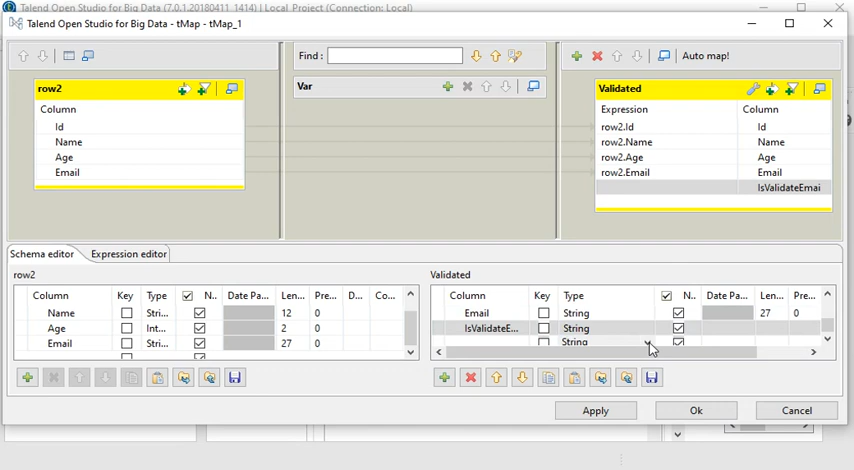 Talend Open Studio for Big Data (7.0.1.20180411_1414) | Local_Project (Connection: Local)
Talend Open Studio for Big Data - tMap - tMap_1
Find :
Auto map!
row2
Var
Validated
Column
Expression
Column
Id
row2.Id
Id
Name
row2.Name
Name
Age
row2.Age
Age
Email
row2.Email
Email
IsValidateEmai
Schema editor
Expression editor
row2
Validated
Column Key Type N.. Date Pa... Len... Pre... D... Co...
Column Key Type N.. Date Pa... Len... Pre...
Name Stri... 12 0
Email String 27 0
Age Int... 2 0
IsValidateE... String
Email Stri... 27 0
String
Apply
Ok
Cancel